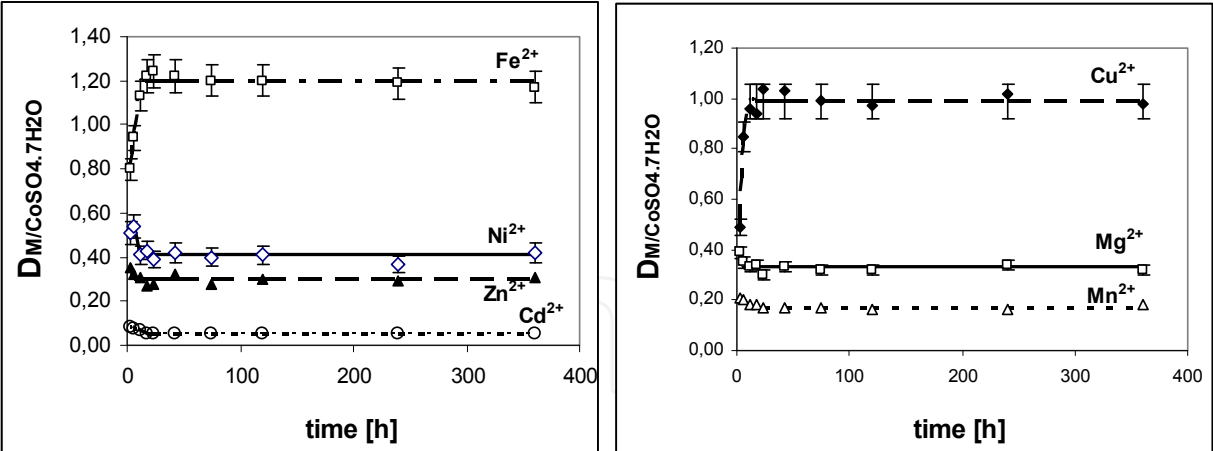 D_M/CoSO4.7H2O
1,40
1,20
1,00
0,80
0,60
0,40
0,20
0,00
Fe²⁺
Ni²⁺
Zn²⁺
Cd²⁺
0 100 200 300 400
time [h]
D_M/CoSO4.7H2O
1,20
1,00
0,80
0,60
0,40
0,20
0,00
Cu²⁺
Mg²⁺
Mn²⁺
0 100 200 300 400
time [h]